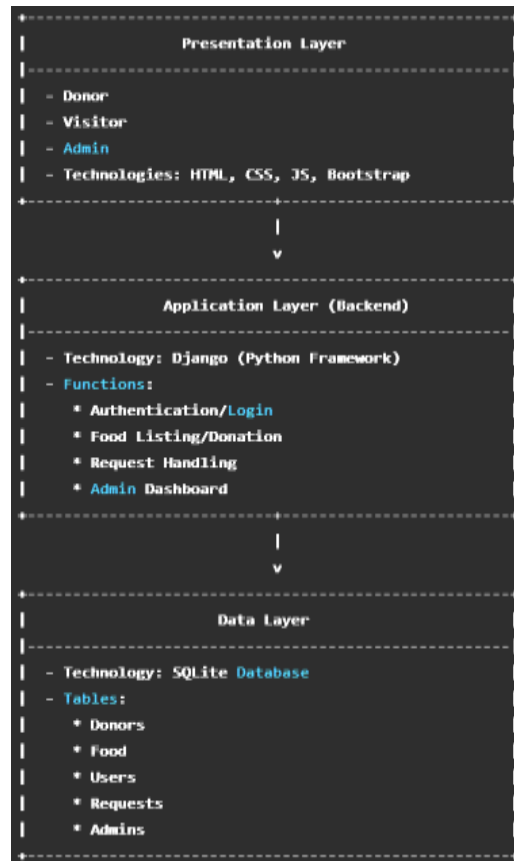 Presentation Layer
- Donor
- Visitor
- Admin
- Technologies: HTML, CSS, JS, Bootstrap
v
Application Layer (Backend)
- Technology: Django (Python Framework)
- Functions:
* Authentication/Login
* Food Listing/Donation
* Request Handling
* Admin Dashboard
v
Data Layer
- Technology: SQLite Database
- Tables:
* Donors
* Food
* Users
* Requests
* Admins